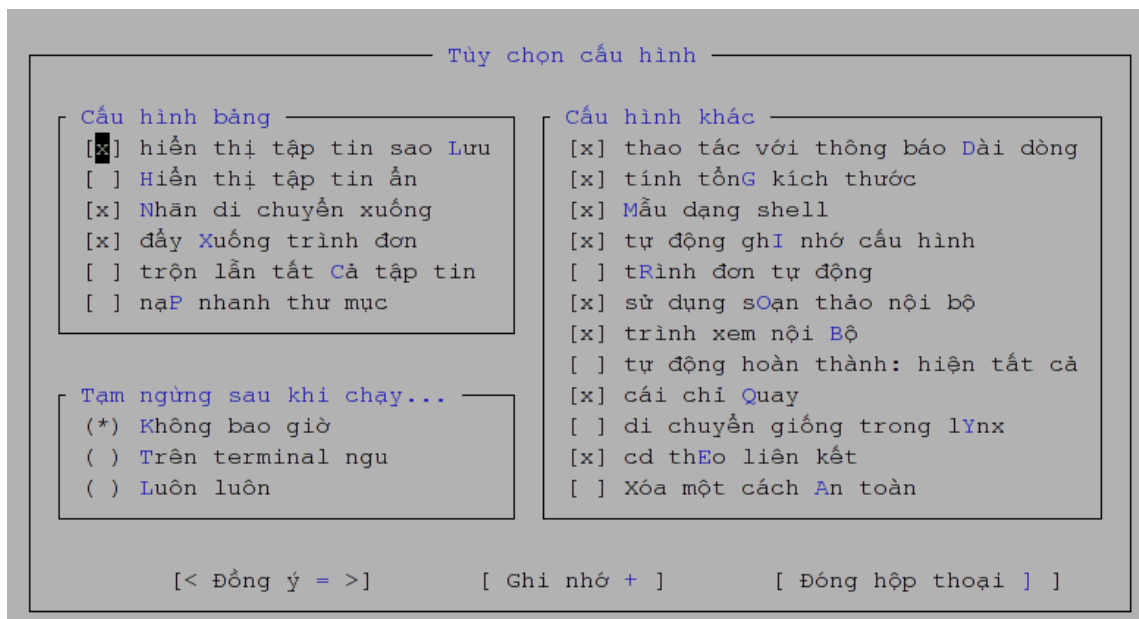 Tùy chọn cấu hình
Cấu hình bảng
[x] hiển thị tập tin sao Lưu
[ ] Hiển thị tập tin ẩn
[x] Nhãn di chuyển xuống
[x] đẩy Xuống trình đơn
[ ] trộn lẫn tất Cả tập tin
[ ] nạP nhanh thư mục
Tạm ngừng sau khi chạy...
(*) Không bao giờ
( ) Trên terminal ngu
( ) Luôn luôn
Cấu hình khác
[x] thao tác với thông báo Dài dòng
[x] tính tổnG kích thước
[x] Mẫu dạng shell
[x] tự động ghI nhớ cấu hình
[ ] tRình đơn tự động
[x] sử dụng sOạn thảo nội bộ
[x] trình xem nội Bộ
[ ] tự động hoàn thành: hiện tất cả
[x] cái chỉ Quay
[ ] di chuyển giống trong lYnx
[x] cd thEo liên kết
[ ] Xóa một cách An toàn
[< Đồng ý = >] [ Ghi nhớ + ] [ Đóng hộp thoại ] ]